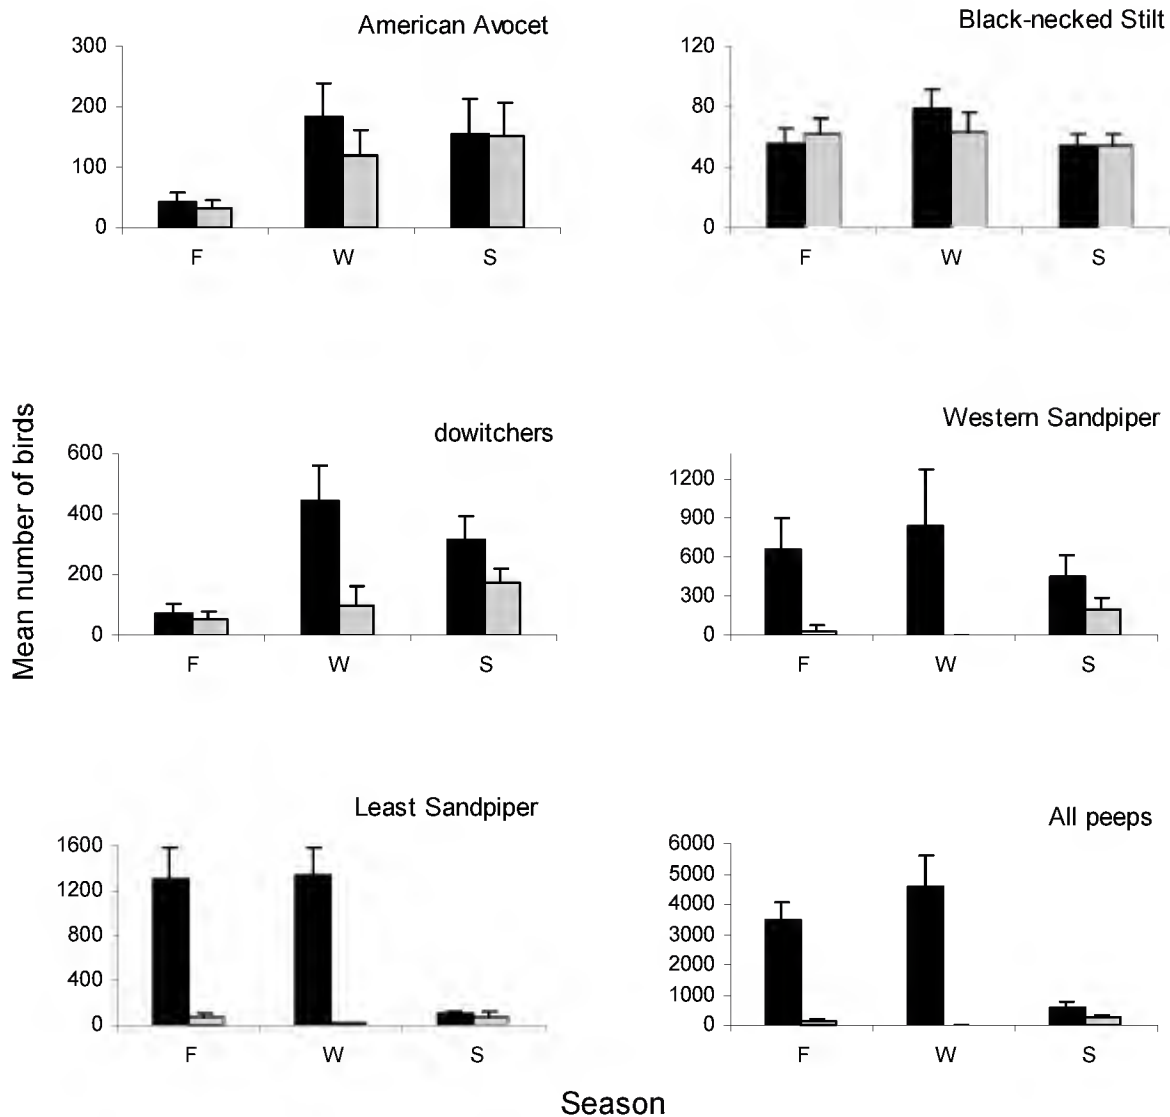 American Avocet
300
200
100
0
F W S
Black-necked Stilt
120
80
40
0
F W S
Mean number of birds
dowitchers
600
400
200
0
F W S
Western Sandpiper
1200
900
600
300
0
F W S
Least Sandpiper
1600
1200
800
400
0
F W S
All peeps
6000
5000
4000
3000
2000
1000
0
F W S
Season